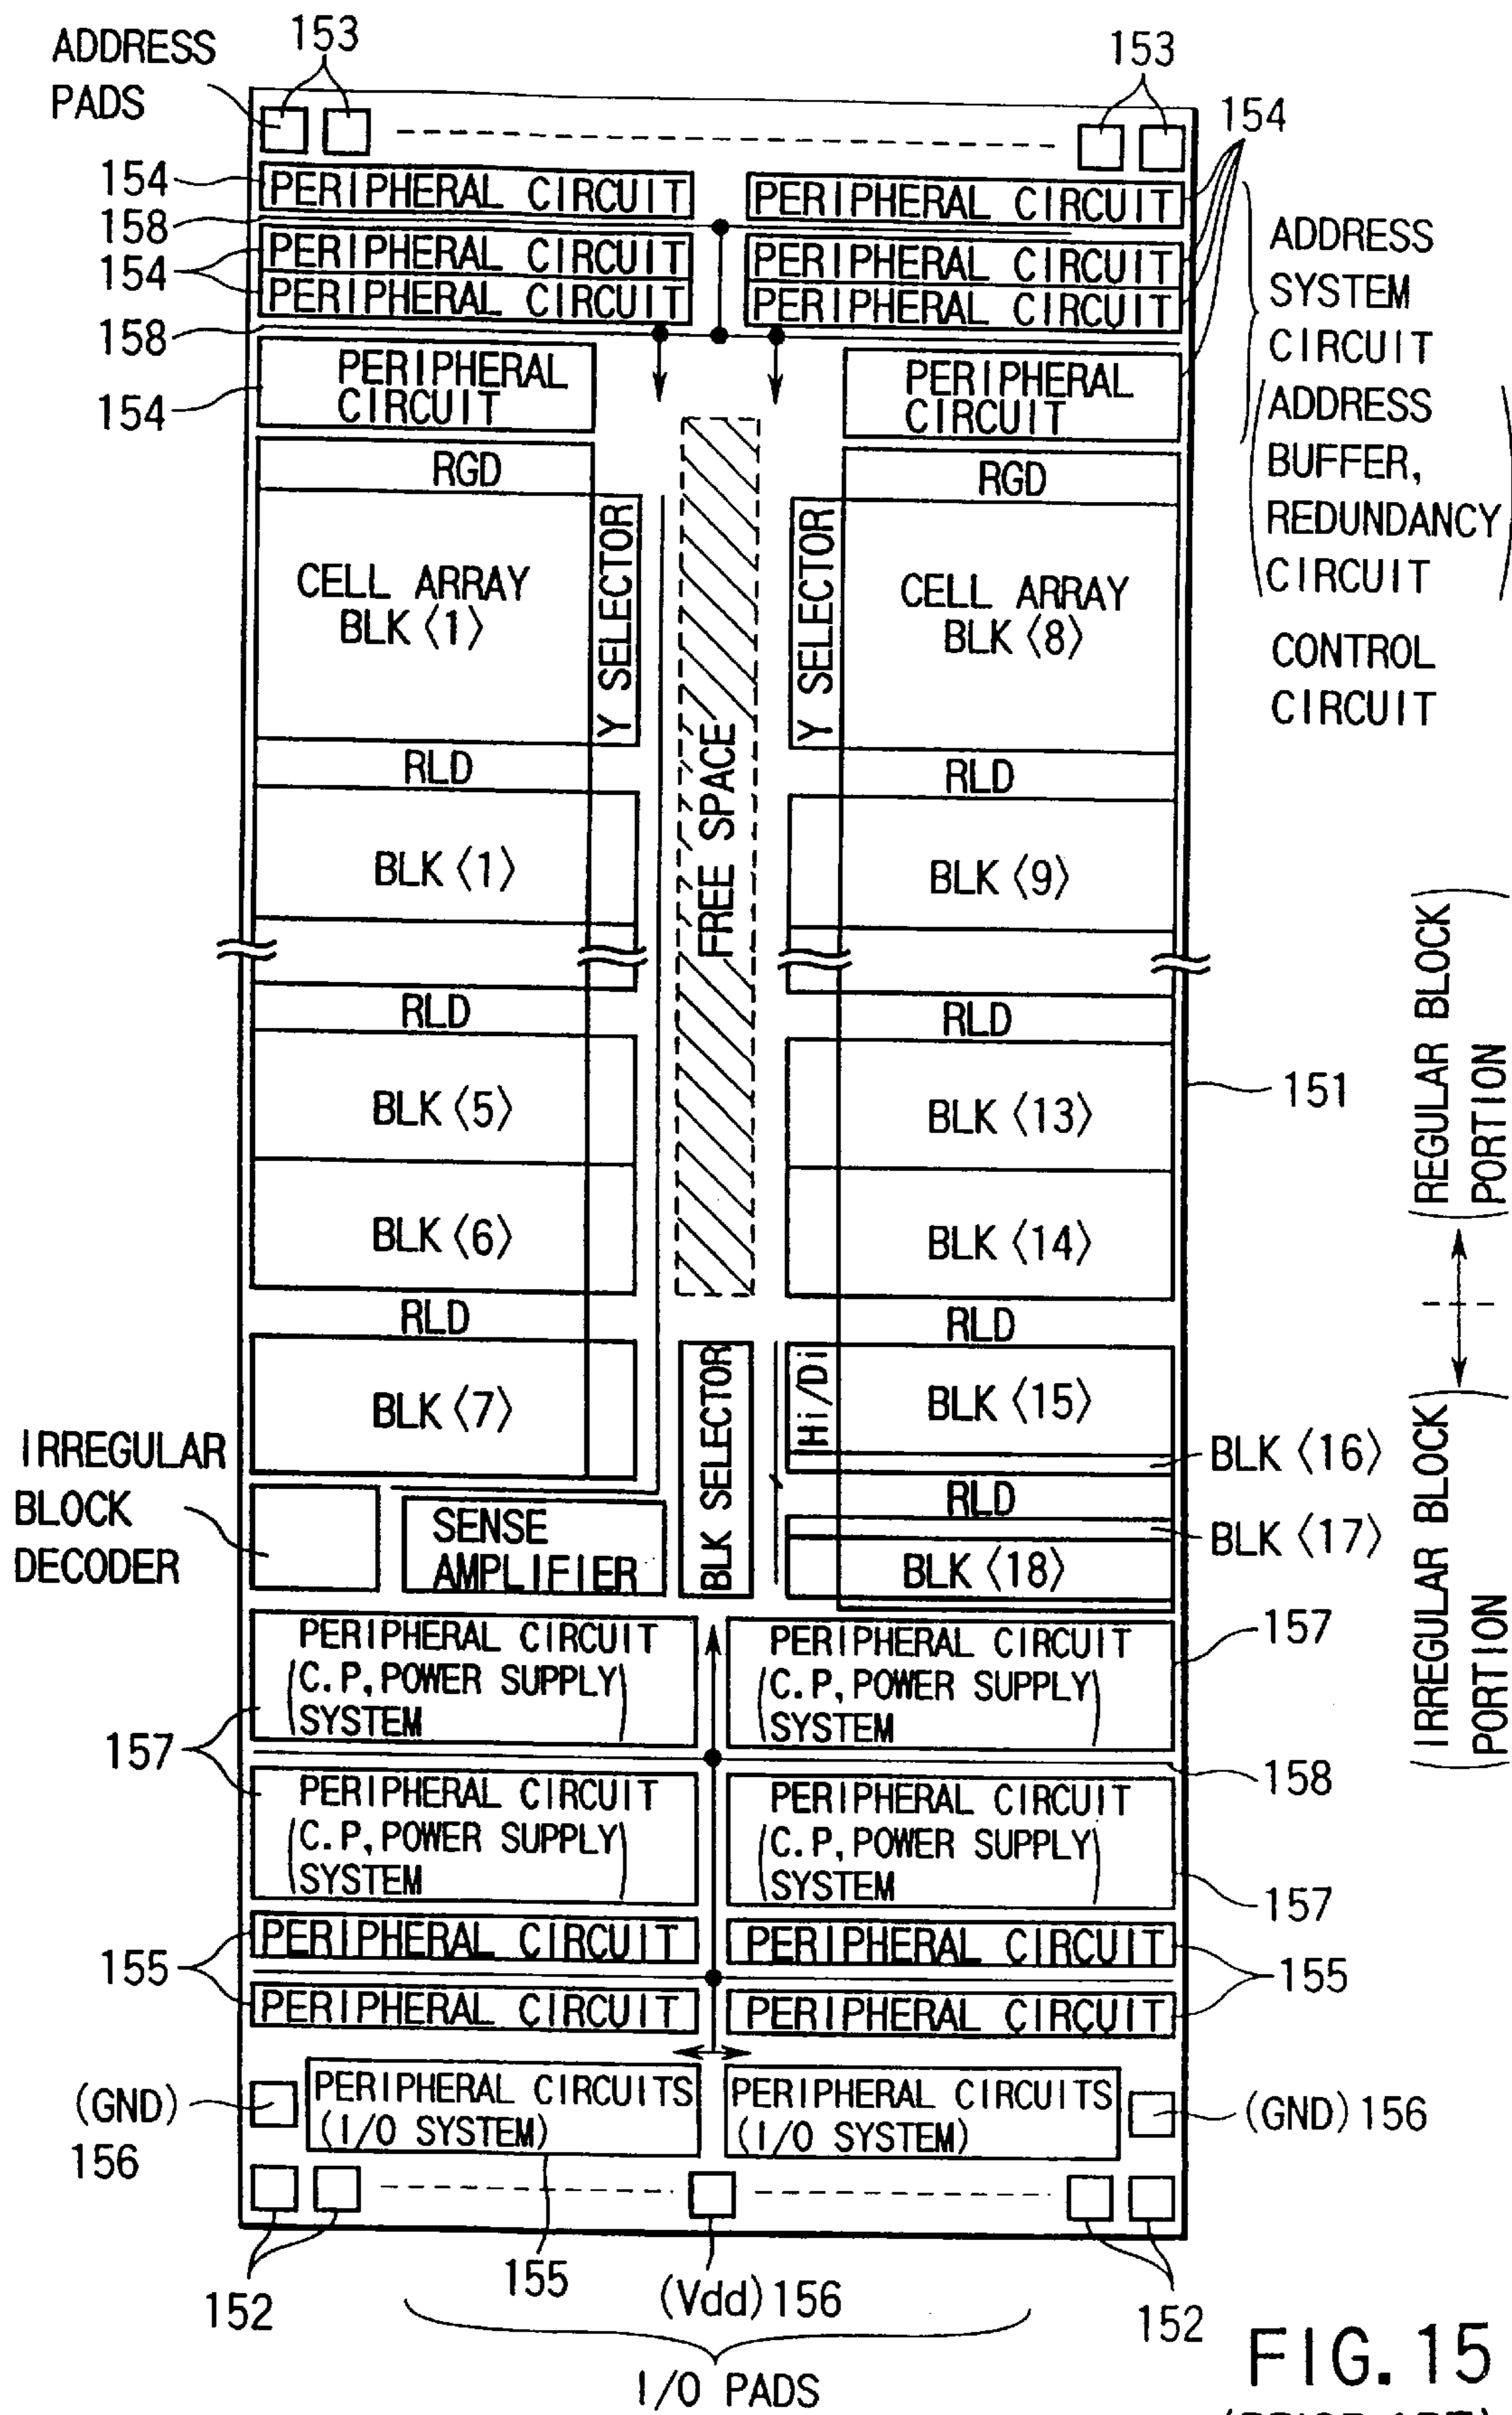 ADDRESS
PADS
153
153
154
154
PERIPHERAL CIRCUIT
PERIPHERAL CIRCUIT
158
154
PERIPHERAL CIRCUIT
PERIPHERAL CIRCUIT
PERIPHERAL CIRCUIT
PERIPHERAL CIRCUIT
ADDRESS
SYSTEM
CIRCUIT
(ADDRESS
BUFFER,
REDUNDANCY
CIRCUIT)
CONTROL
CIRCUIT
158
154
PERIPHERAL
CIRCUIT
PERIPHERAL
CIRCUIT
RGD
RGD
CELL ARRAY
BLK ⟨1⟩
Y SELECTOR
FREE SPACE
Y SELECTOR
CELL ARRAY
BLK ⟨8⟩
RLD
RLD
BLK ⟨1⟩
BLK ⟨9⟩
RLD
RLD
BLK ⟨5⟩
BLK ⟨13⟩
151
(REGULAR BLOCK
PORTION)
BLK ⟨6⟩
BLK ⟨14⟩
RLD
RLD
BLK ⟨7⟩
BLK SELECTOR
Hi/Di
BLK ⟨15⟩
BLK ⟨16⟩
RLD
BLK ⟨17⟩
BLK ⟨18⟩
(IRREGULAR BLOCK
PORTION)
IRREGULAR
BLOCK
DECODER
SENSE
AMPLIFIER
PERIPHERAL CIRCUIT
(C.P, POWER SUPPLY
SYSTEM)
PERIPHERAL CIRCUIT
(C.P, POWER SUPPLY
SYSTEM)
157
157
158
PERIPHERAL CIRCUIT
(C.P, POWER SUPPLY
SYSTEM)
PERIPHERAL CIRCUIT
(C.P, POWER SUPPLY
SYSTEM)
157
155
PERIPHERAL CIRCUIT
PERIPHERAL CIRCUIT
155
PERIPHERAL CIRCUIT
PERIPHERAL CIRCUIT
(GND)
156
PERIPHERAL CIRCUITS
(I/O SYSTEM)
PERIPHERAL CIRCUITS
(I/O SYSTEM)
(GND) 156
152
155
(Vdd) 156
152
I/O PADS
FIG. 15